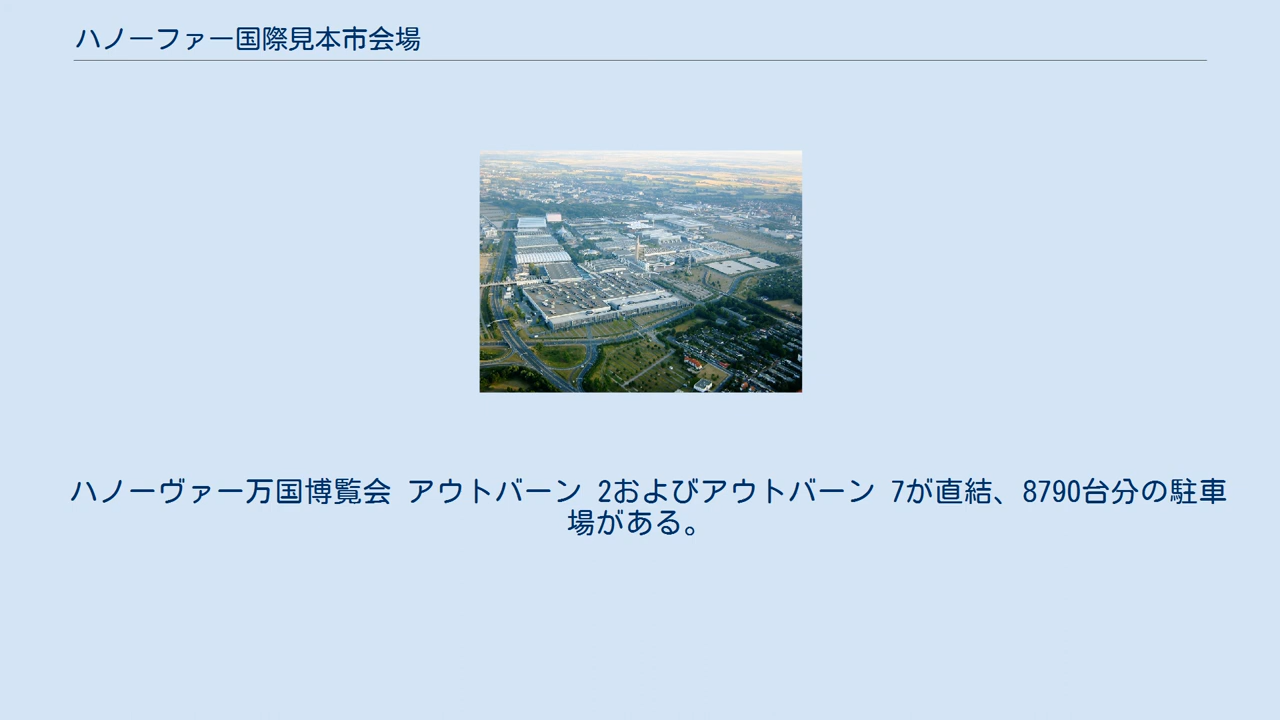 ハノーファー国際見本市会場
ハノーヴァー万国博覧会 アウトバーン 2およびアウトバーン 7が直結、8790台分の駐車
場がある。